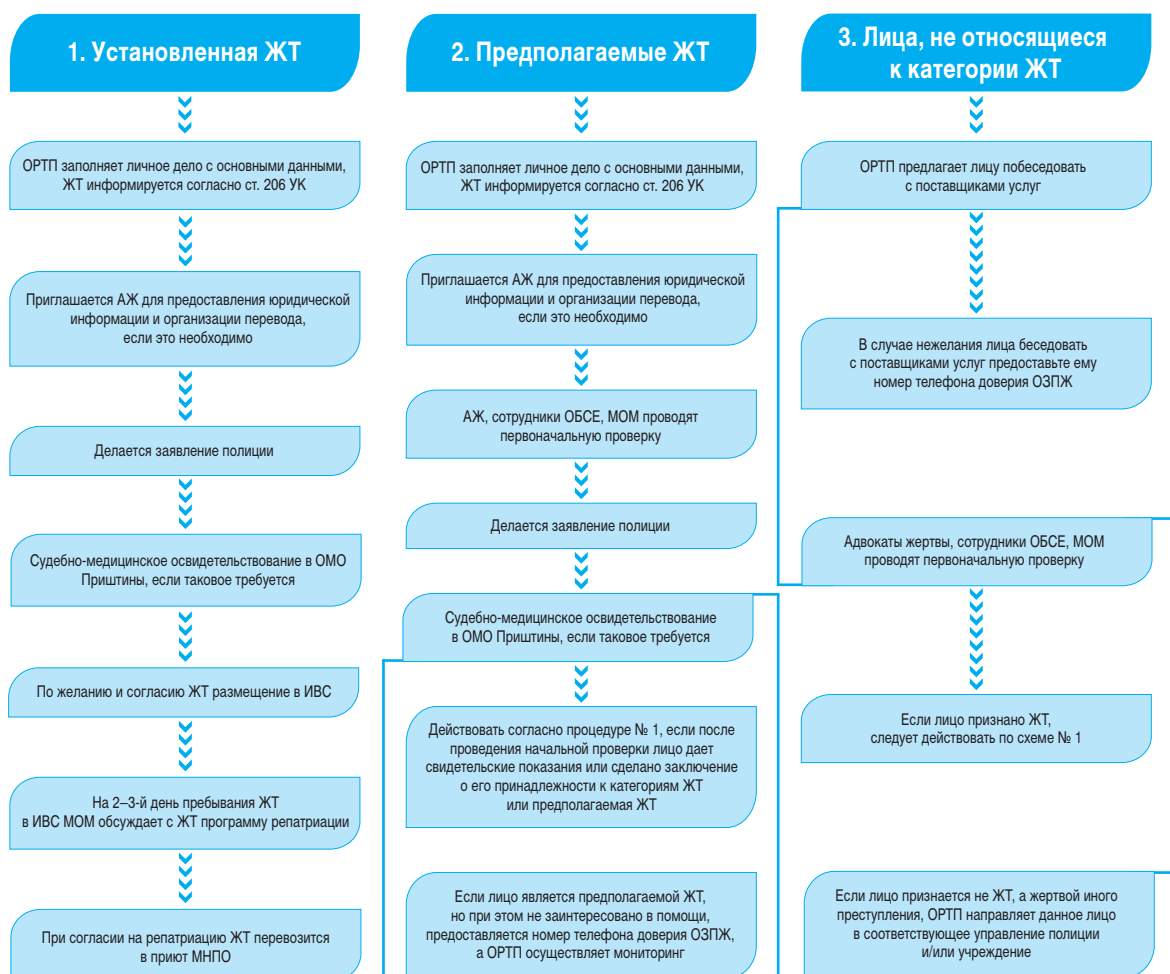 1. Установленная ЖТ
ОРТП заполняет личное дело с основными данными,
ЖТ информируется согласно ст. 206 УК
Приглашается АЖ для предоставления юридической
информации и организации перевода,
если это необходимо
Делается заявление полиции
Судебно-медицинское освидетельствование в ОМО
Приштины, если таковое требуется
По желанию и согласию ЖТ размещение в ИВС
На 2–3-й день пребывания ЖТ
в ИВС МОМ обсуждает с ЖТ программу репатриации
При согласии на репатриацию ЖТ перевозится
в приют МНПО
2. Предполагаемые ЖТ
ОРТП заполняет личное дело с основными данными,
ЖТ информируется согласно ст. 206 УК
Приглашается АЖ для предоставления юридической
информации и организации перевода,
если это необходимо
АЖ, сотрудники ОБСЕ, МОМ проводят
первоначальную проверку
Делается заявление полиции
Судебно-медицинское освидетельствование
в ОМО Приштины, если таковое требуется
Действовать согласно процедуре № 1, если после
проведения начальной проверки лицо дает
свидетельские показания или сделано заключение
о его принадлежности к категориям ЖТ
или предполагаемая ЖТ
Если лицо является предполагаемой ЖТ,
но при этом не заинтересовано в помощи,
предоставляется номер телефона доверия ОЗПЖ,
а ОРТП осуществляет мониторинг
3. Лица, не относящиеся
к категории ЖТ
ОРТП предлагает лицу побеседовать
с поставщиками услуг
В случае нежелания лица беседовать
с поставщиками услуг предоставьте ему
номер телефона доверия ОЗПЖ
Адвокаты жертвы, сотрудники ОБСЕ, МОМ
проводят первоначальную проверку
Если лицо признано ЖТ,
следует действовать по схеме № 1
Если лицо признается не ЖТ, а жертвой иного
преступления, ОРТП направляет данное лицо
в соответствующее управление полиции
и/или учреждение